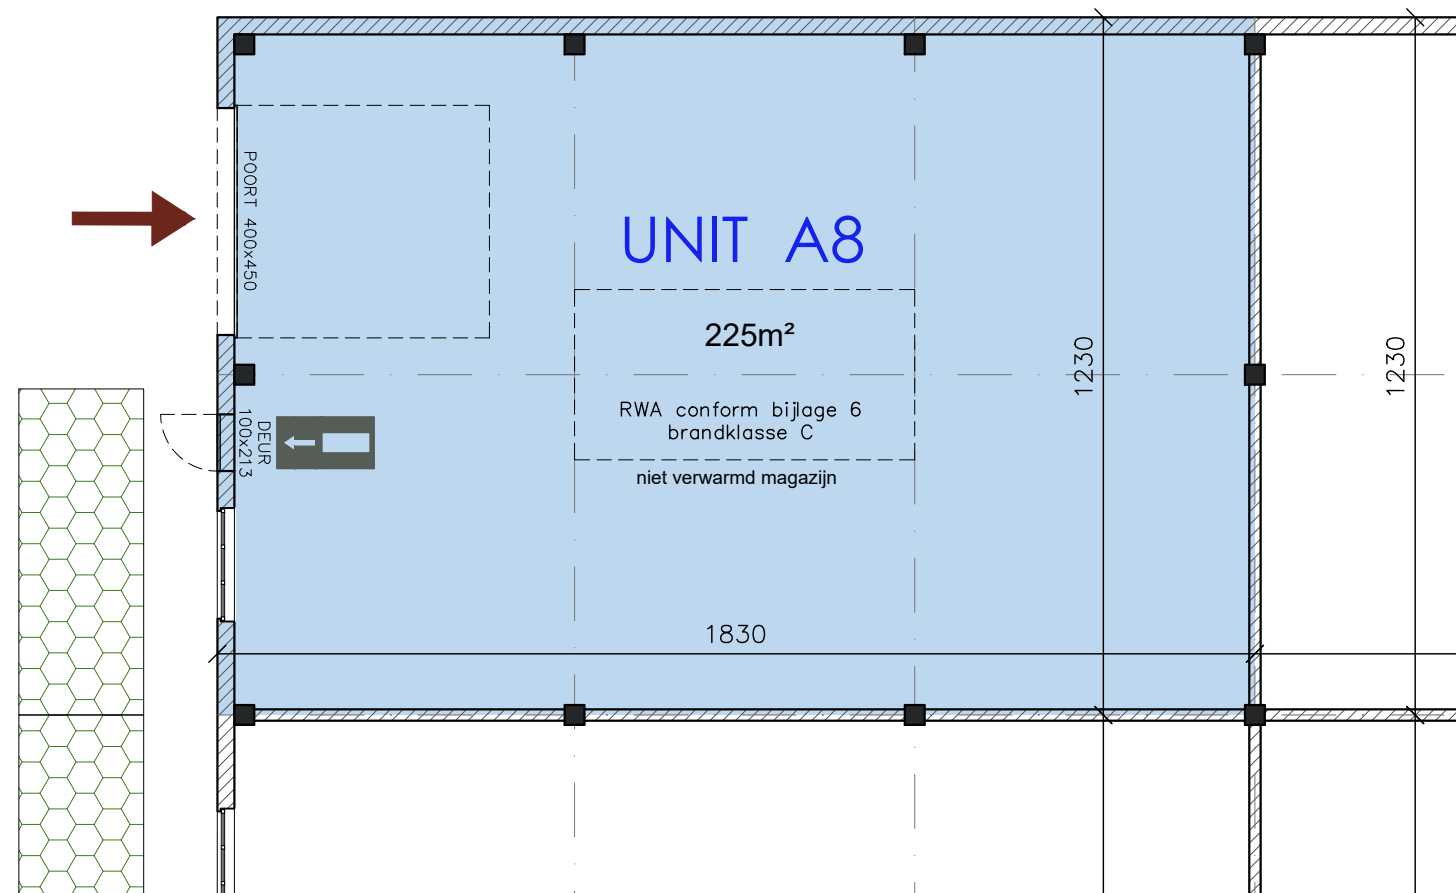 UNIT A8
225m²
RWA conform bijlage 6
brandklasse C
niet verwarmd magazijn
POORT 400x450
DEUR
100x213
1230
1230
1830